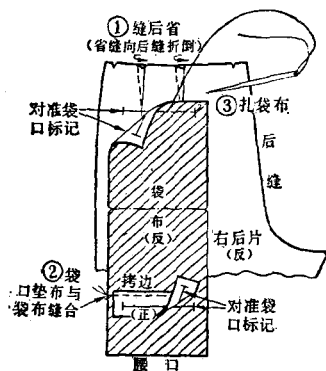 ①缝后省
(省缝向后缝折倒)
对准袋
口标记
③扎袋布
后
缝
袋
布
(反)
右后片
(反)
②袋
口垫布与
袋布缝合
拷边
(正)
对准袋
口标记
腰 口